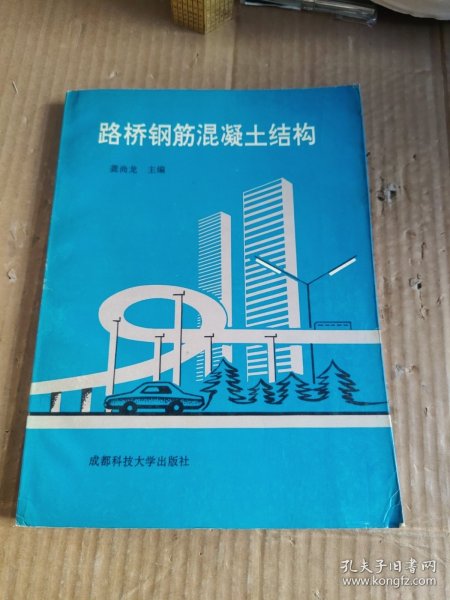 路桥钢筋混凝土结构
龚尚龙 主编
成都科技大学出版社
孔夫子旧书网
www.kongfz.com